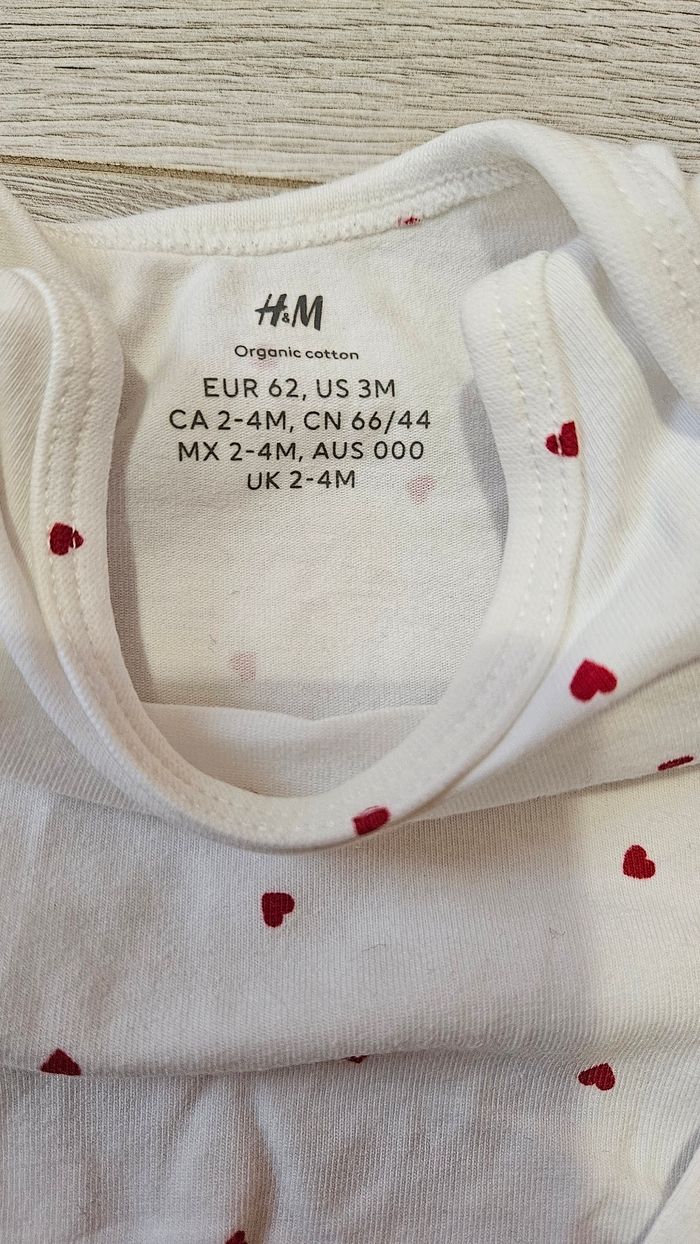 H&M
Organic cotton
EUR 62, US 3M
CA 2-4M, CN 66/44
MX 2-4M, AUS 000
UK 2-4M